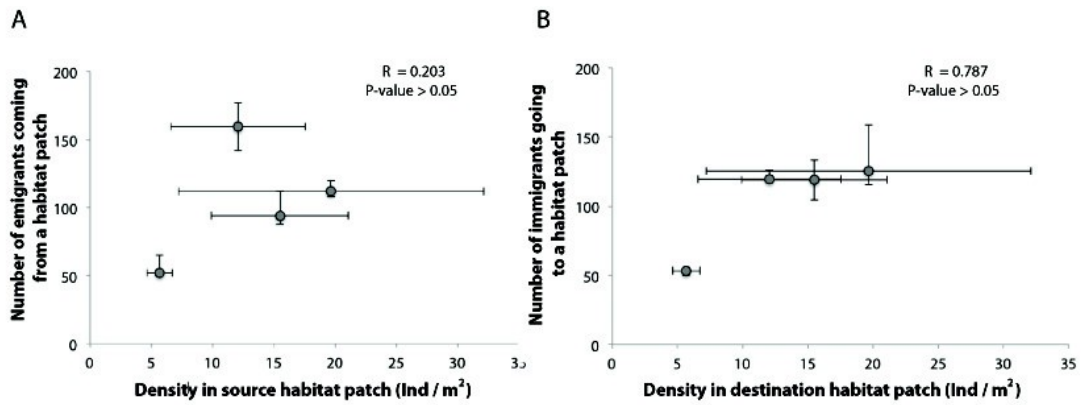 A
R = 0.203
P-value > 0.05
Number of emigrants coming
from a habitat patch
200
150
100
50
0
0 5 10 15 20 25 30 35
Density in source habitat patch (Ind / m²)
B
R = 0.787
P-value > 0.05
Number of immigrants going
to a habitat patch
200
150
100
50
0
0 5 10 15 20 25 30 35
Density in destination habitat patch (Ind / m²)